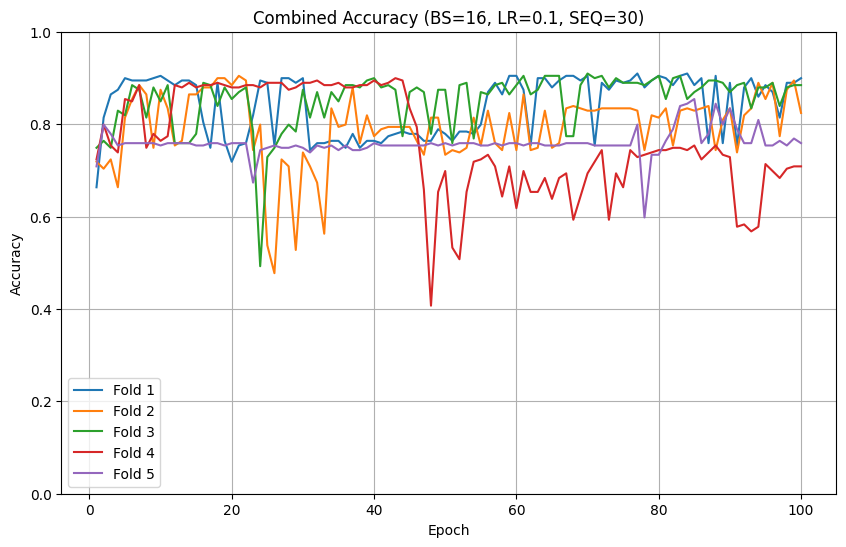 Combined Accuracy (BS=16, LR=0.1, SEQ=30)
1.0
0.8
0.6
0.4
0.2
0.0
Accuracy
Fold 1
Fold 2
Fold 3
Fold 4
Fold 5
0 20 40 60 80 100
Epoch